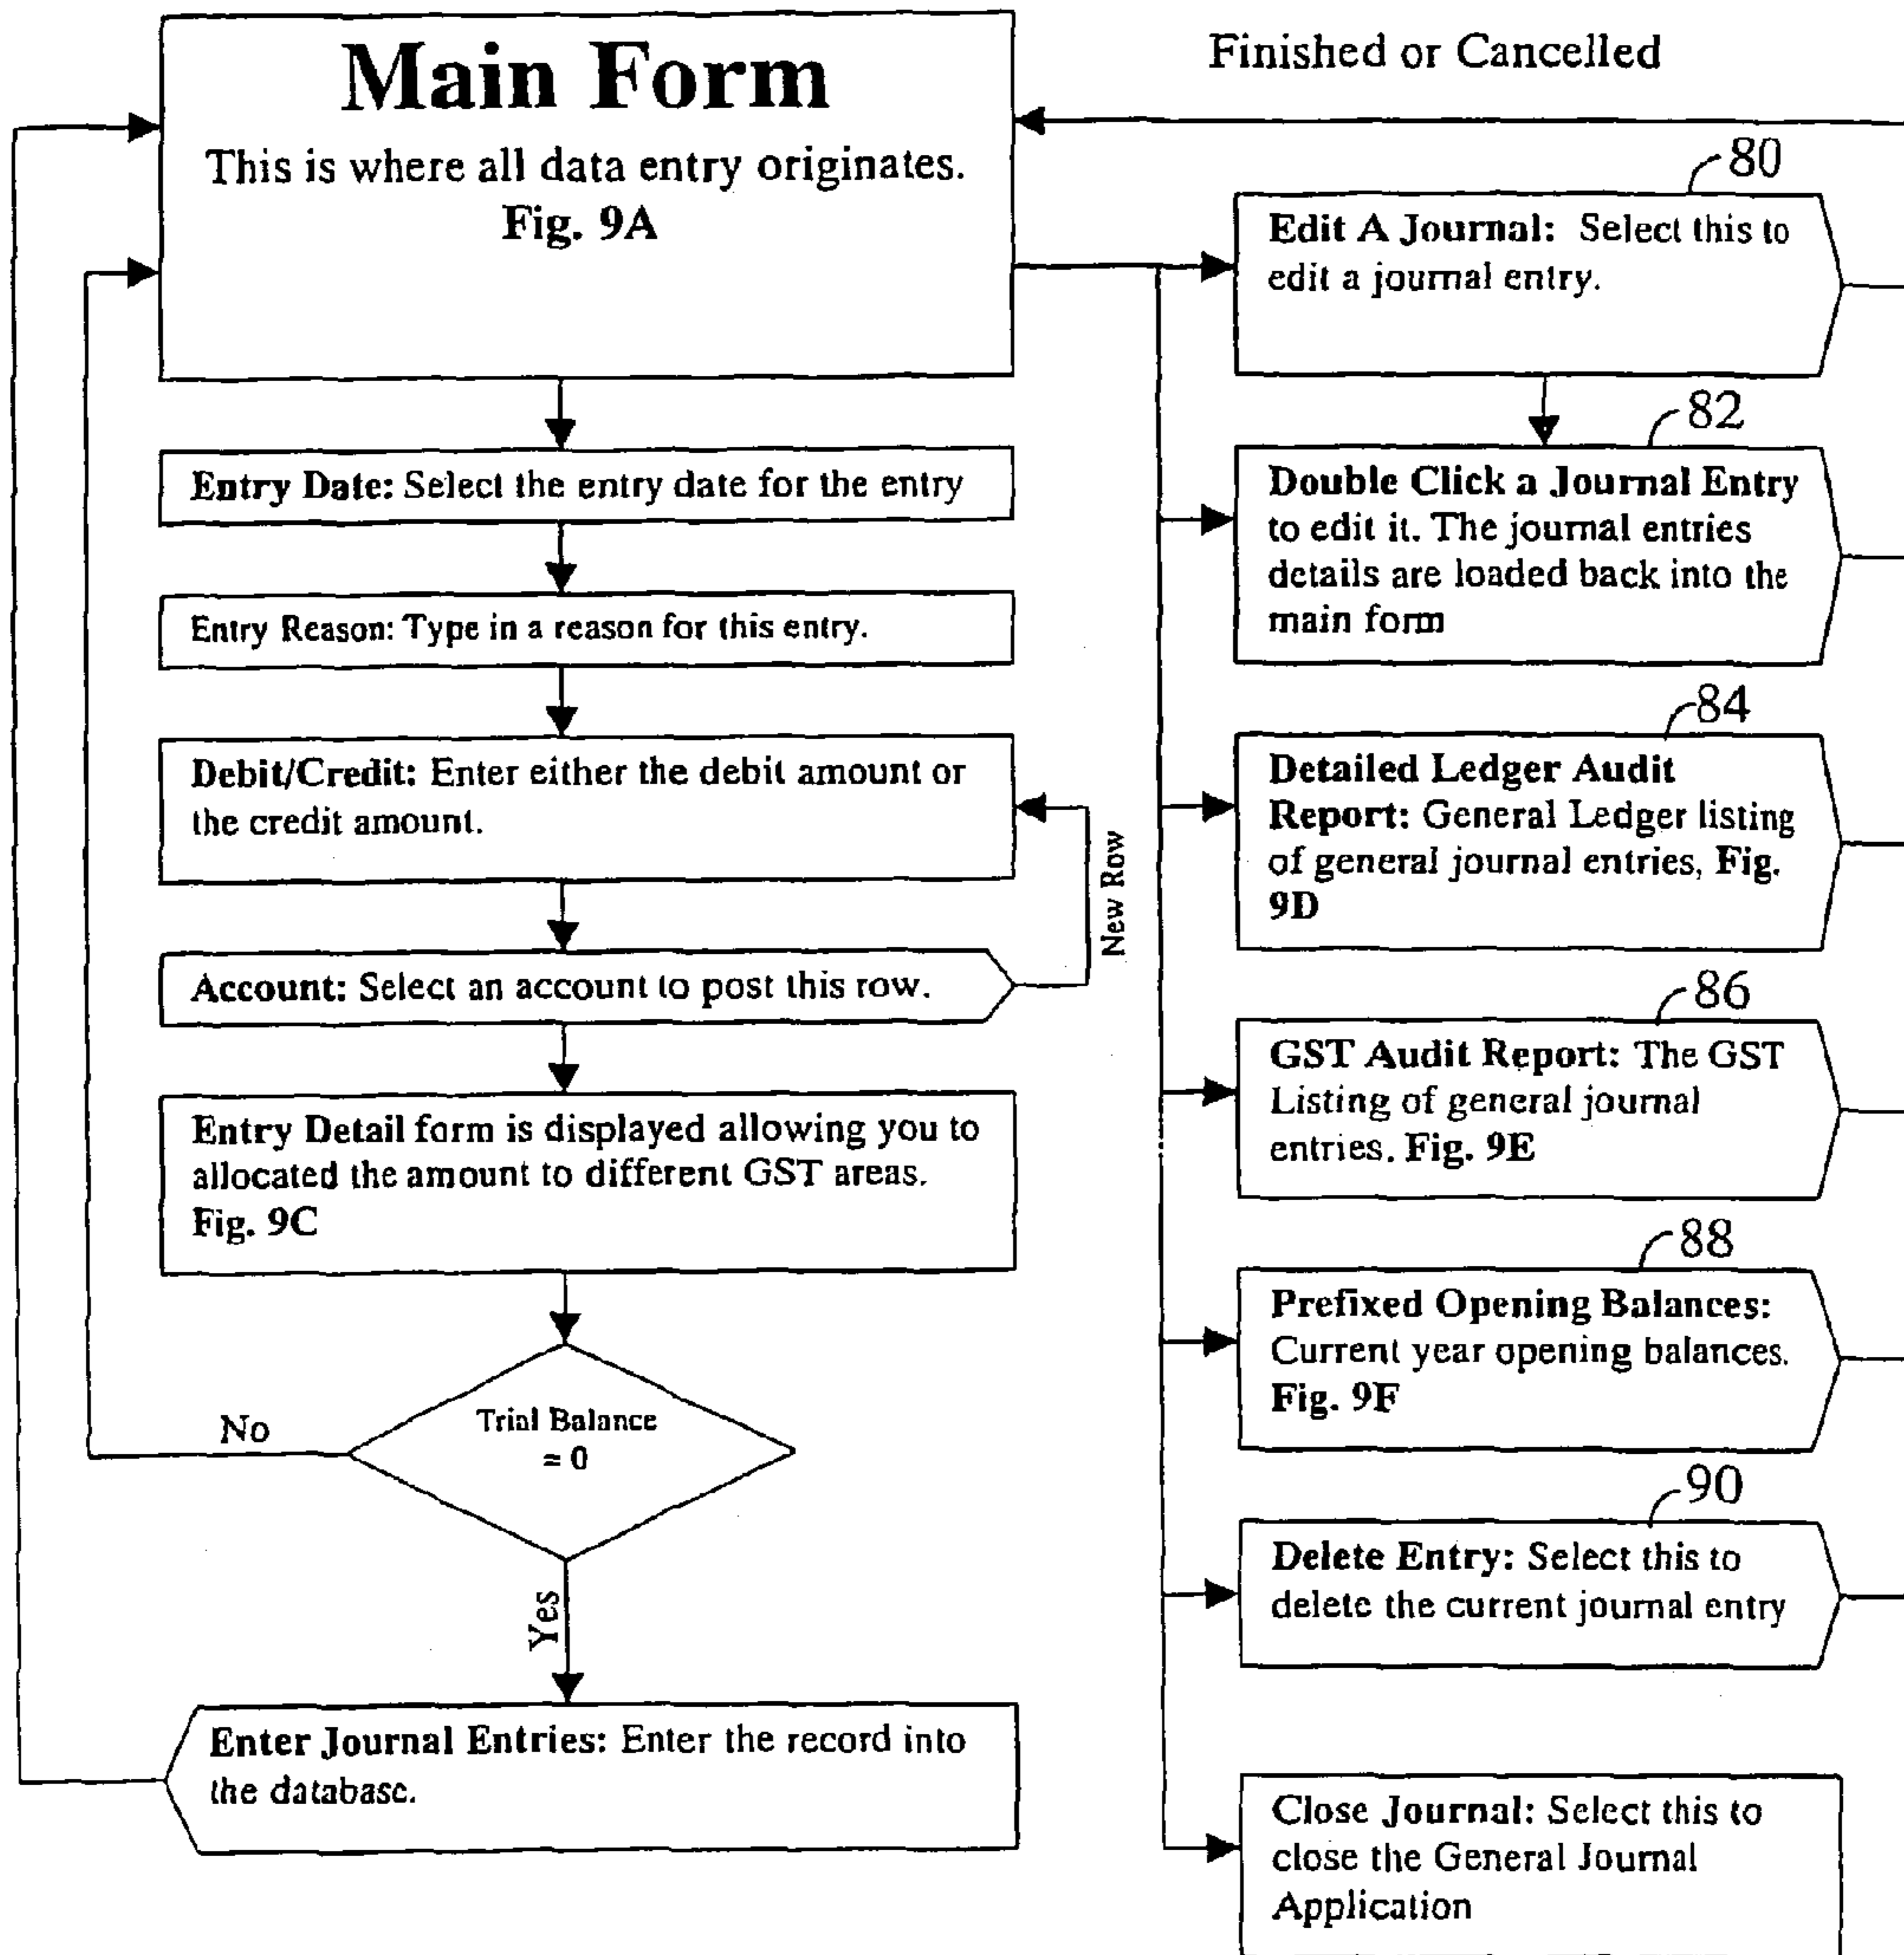 Main Form
This is where all data entry originates.
Fig. 9A
Entry Date: Select the entry date for the entry
Entry Reason: Type in a reason for this entry.
Debit/Credit: Enter either the debit amount or
the credit amount.
New Row
Account: Select an account to post this row.
Entry Detail form is displayed allowing you to
allocated the amount to different GST areas.
Fig. 9C
Trial Balance
= 0
No
Yes
Enter Journal Entries: Enter the record into
the database.
Finished or Cancelled
80
Edit A Journal: Select this to
edit a journal entry.
82
Double Click a Journal Entry
to edit it. The journal entries
details are loaded back into the
main form
84
Detailed Ledger Audit
Report: General Ledger listing
of general journal entries, Fig.
9D
86
GST Audit Report: The GST
Listing of general journal
entries. Fig. 9E
88
Prefixed Opening Balances:
Current year opening balances.
Fig. 9F
90
Delete Entry: Select this to
delete the current journal entry
Close Journal: Select this to
close the General Journal
Application